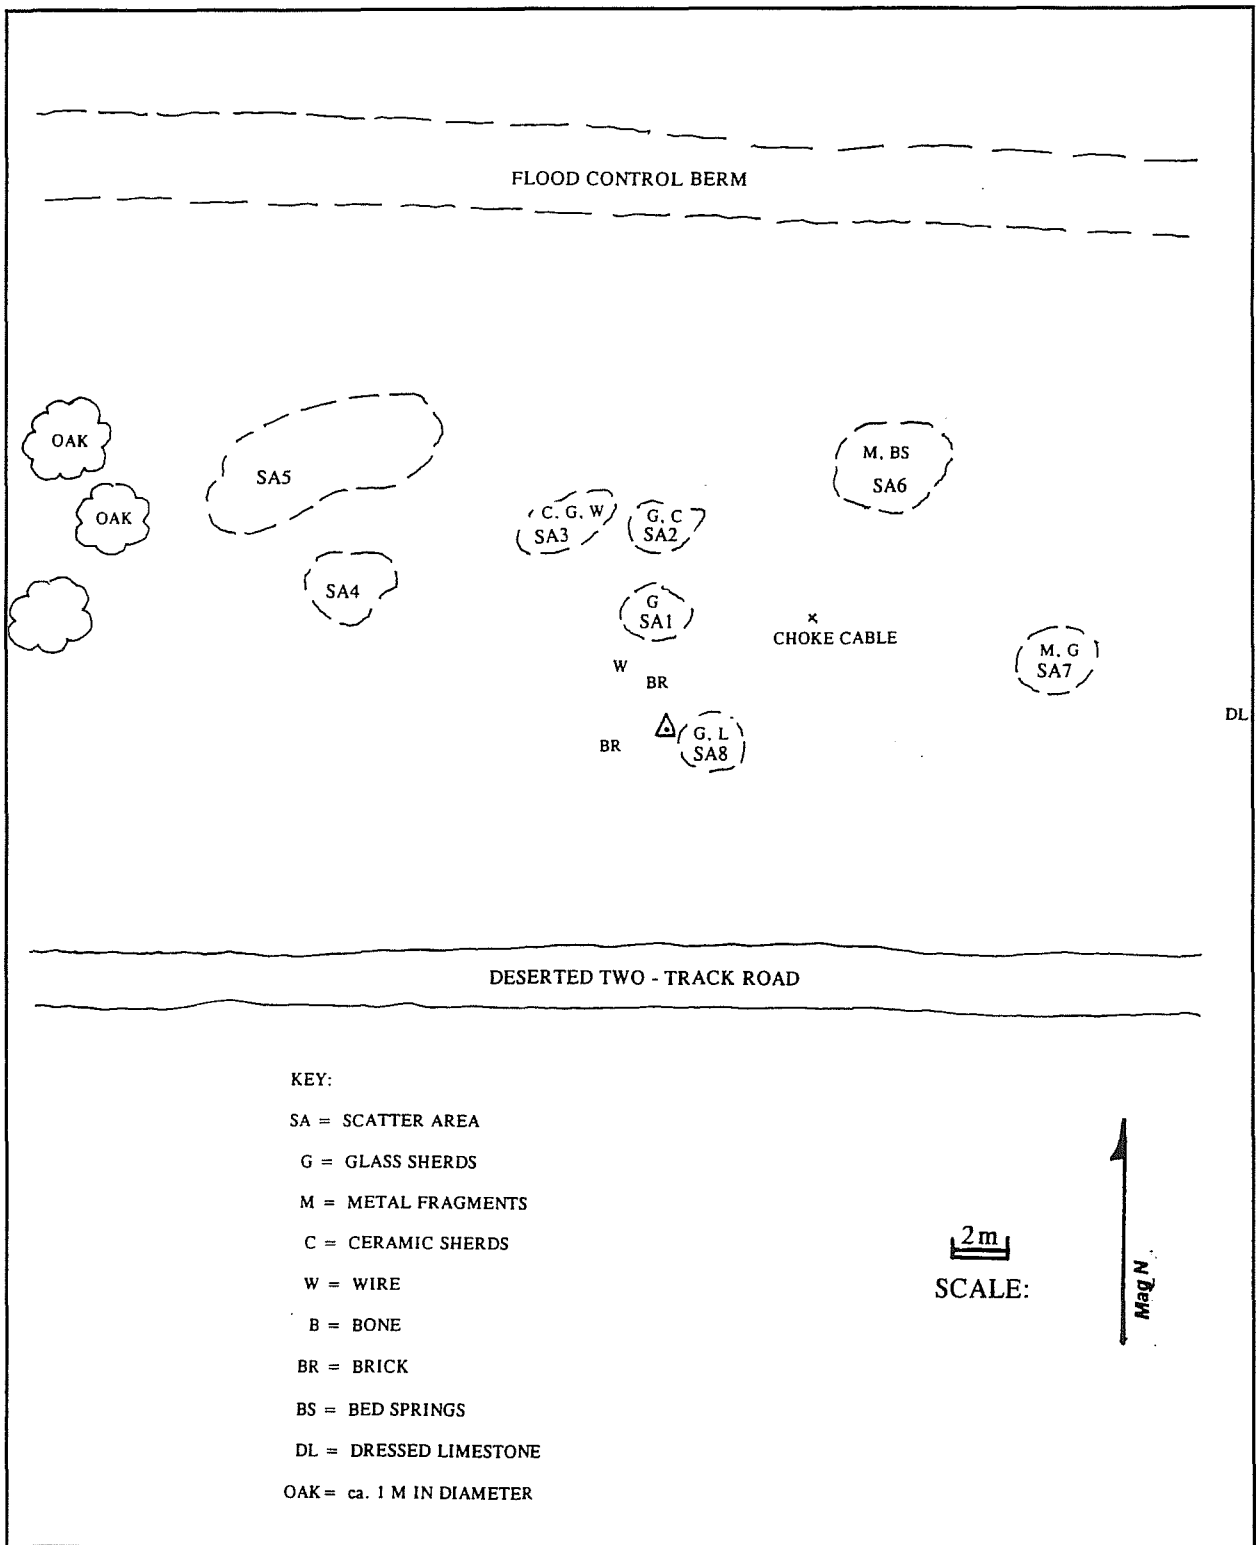 FLOOD CONTROL BERM
OAK
M, BS
SA6
SA5
OAK
C, G, W
SA3
G, C
SA2
SA4
G
SA1
x
CHOKE CABLE
M, G
SA7
W
BR
DL
BR
G, L
SA8
DESERTED TWO - TRACK ROAD
KEY:
SA = SCATTER AREA
G = GLASS SHERDS
M = METAL FRAGMENTS
C = CERAMIC SHERDS
W = WIRE
B = BONE
BR = BRICK
BS = BED SPRINGS
DL = DRESSED LIMESTONE
OAK = ca. 1 M IN DIAMETER
2m
SCALE:
Mag N